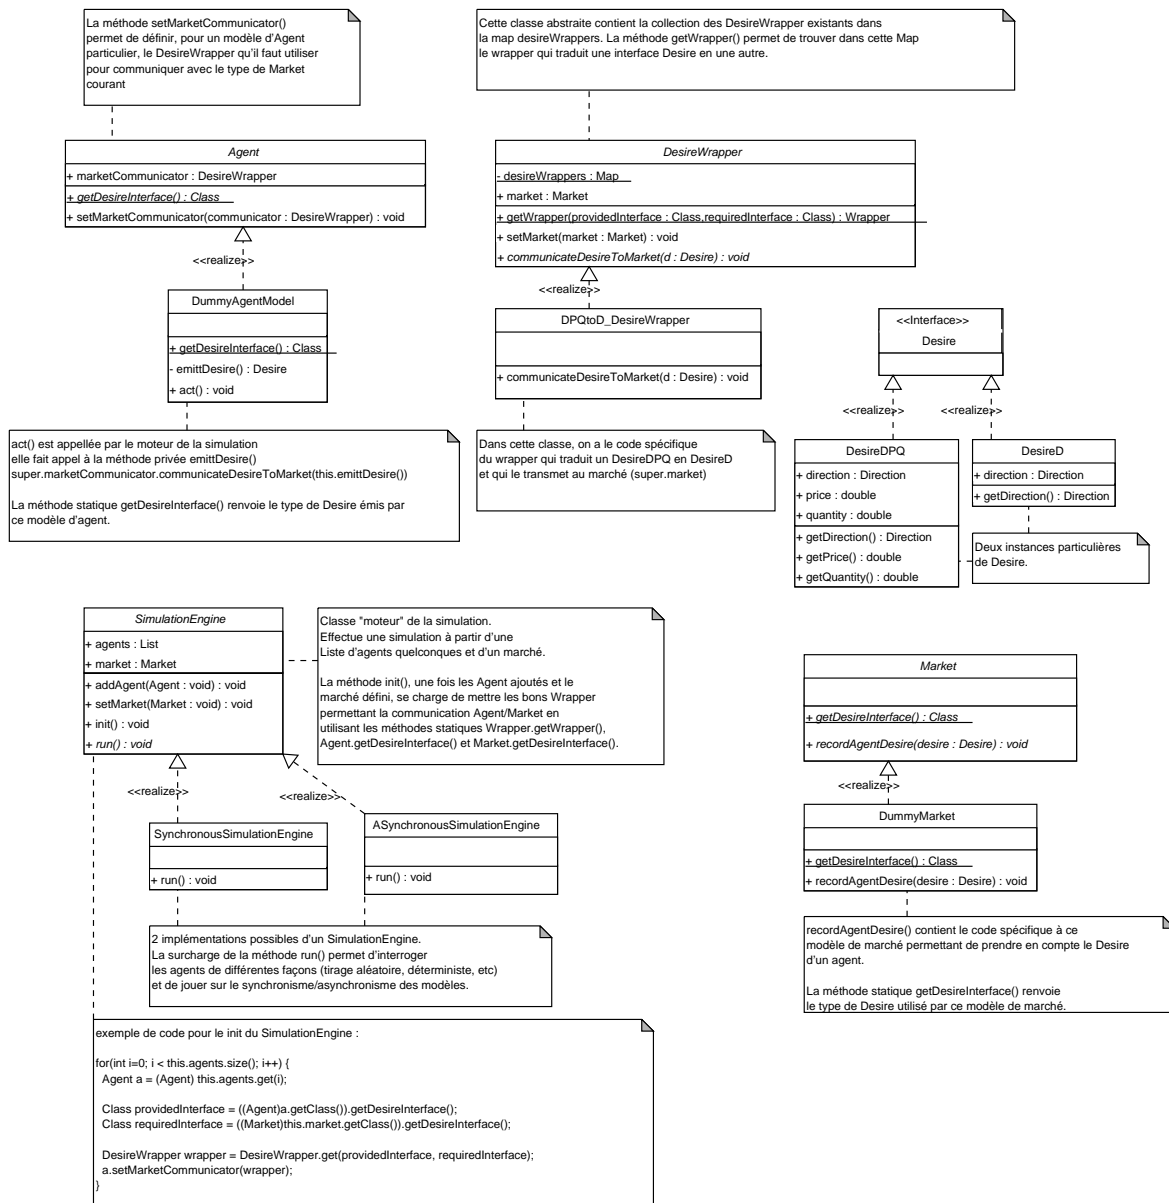 La méthode setMarketCommunicator()
permet de définir, pour un modèle d'Agent
particulier, le DesireWrapper qu'il faut utiliser
pour communiquer avec le type de Market
courant
Cette classe abstraite contient la collection des DesireWrapper existants dans
la map desireWrappers. La méthode getWrapper() permet de trouver dans cette Map
le wrapper qui traduit une interface Desire en une autre.
Agent
+ marketCommunicator : DesireWrapper
+ getDesireInterface() : Class
+ setMarketCommunicator(communicator : DesireWrapper) : void
DesireWrapper
- desireWrappers : Map
+ market : Market
+ getWrapper(providedInterface : Class,requiredInterface : Class) : Wrapper
+ setMarket(market : Market) : void
+ communicateDesireToMarket(d : Desire) : void
<<realize>>
<<realize>>
DummyAgentModel
+ getDesireInterface() : Class
- emittDesire() : Desire
+ act() : void
DPQtoD_DesireWrapper
+ communicateDesireToMarket(d : Desire) : void
<<Interface>>
Desire
<<realize>>
<<realize>>
act() est appellée par le moteur de la simulation
elle fait appel à la méthode privée emittDesire()
super.marketCommunicator.communicateDesireToMarket(this.emittDesire())
La méthode statique getDesireInterface() renvoie le type de Desire émis par
ce modèle d'agent.
Dans cette classe, on a le code spécifique
du wrapper qui traduit un DesireDPQ en DesireD
et qui le transmet au marché (super.market)
DesireDPQ
+ direction : Direction
+ price : double
+ quantity : double
+ getDirection() : Direction
+ getPrice() : double
+ getQuantity() : double
DesireD
+ direction : Direction
+ getDirection() : Direction
Deux instances particulières
de Desire.
SimulationEngine
+ agents : List
+ market : Market
+ addAgent(Agent : void) : void
+ setMarket(Market : void) : void
+ init() : void
+ run() : void
Classe "moteur" de la simulation.
Effectue une simulation à partir d'une
Liste d'agents quelconques et d'un marché.
La méthode init(), une fois les Agent ajoutés et le
marché défini, se charge de mettre les bons Wrapper
permettant la communication Agent/Market en
utilisant les méthodes statiques Wrapper.getWrapper(),
Agent.getDesireInterface() et Market.getDesireInterface().
Market
+ getDesireInterface() : Class
+ recordAgentDesire(desire : Desire) : void
<<realize>>
<<realize>>
<<realize>>
SynchronousSimulationEngine
+ run() : void
ASynchronousSimulationEngine
+ run() : void
DummyMarket
+ getDesireInterface() : Class
+ recordAgentDesire(desire : Desire) : void
2 implémentations possibles d'un SimulationEngine.
La surcharge de la méthode run() permet d'interroger
les agents de différentes façons (tirage aléatoire, déterministe, etc)
et de jouer sur le synchronisme/asynchronisme des modèles.
recordAgentDesire() contient le code spécifique à ce
modèle de marché permettant de prendre en compte le Desire
d'un agent.
La méthode statique getDesireInterface() renvoie
le type de Desire utilisé par ce modèle de marché.
exemple de code pour le init du SimulationEngine :
for(int i=0; i < this.agents.size(); i++) {
Agent a = (Agent) this.agents.get(i);
Class providedInterface = ((Agent)a.getClass()).getDesireInterface();
Class requiredInterface = ((Market)this.market.getClass()).getDesireInterface();
DesireWrapper wrapper = DesireWrapper.get(providedInterface, requiredInterface);
a.setMarketCommunicator(wrapper);
}